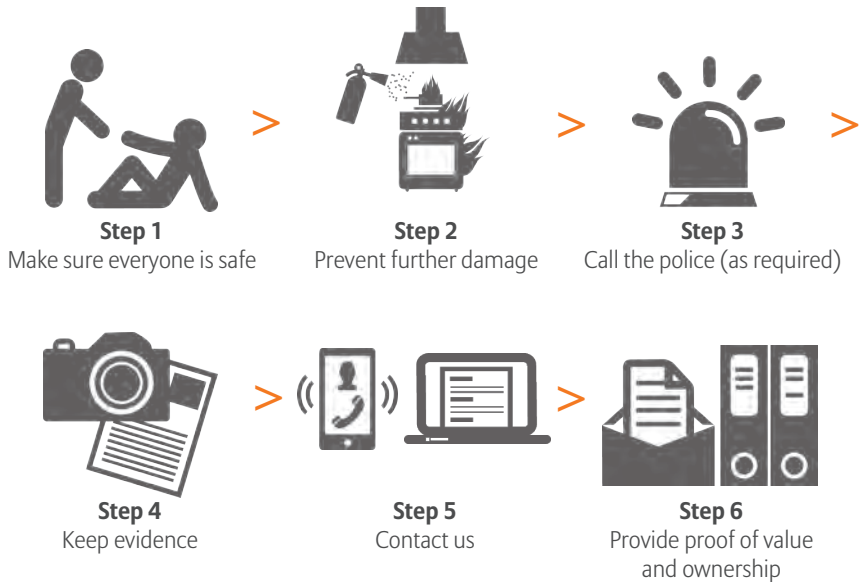 Step 1
Make sure everyone is safe
Step 2
Prevent further damage
Step 3
Call the police (as required)
Step 4
Keep evidence
Step 5
Contact us
Step 6
Provide proof of value
and ownership